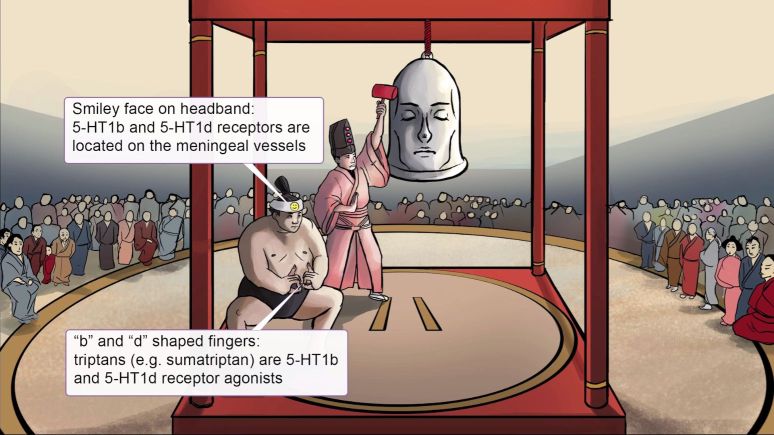 Smiley face on headband:
5-HT1b and 5-HT1d receptors are
located on the meningeal vessels
“b” and “d” shaped fingers:
triptans (e.g. sumatriptan) are 5-HT1b
and 5-HT1d receptor agonists